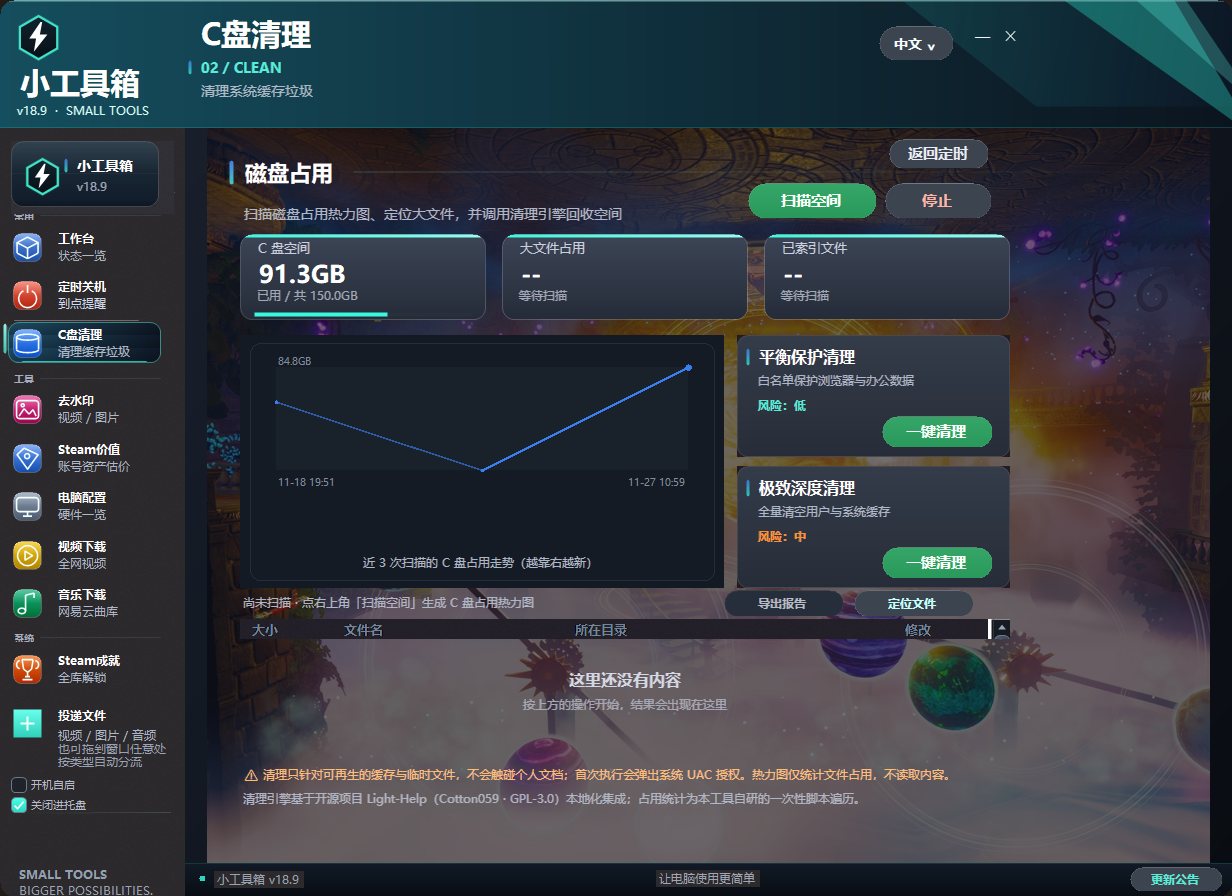 小工具箱
v18.9 · SMALL TOOLS
C盘清理
02 / CLEAN
清理系统缓存垃圾
中文
小工具箱
v18.9
常用
工作台
状态一览
定时关机
到点提醒
C盘清理
清理缓存垃圾
工具
去水印
视频 / 图片
Steam价值
账号资产估价
电脑配置
硬件一览
视频下载
全网视频
音乐下载
网易云曲库
系统
Steam成就
全库解锁
投递文件
视频 / 图片 / 音频
也可拖到窗口任意处
按类型自动分流
开机自启
关闭进托盘
SMALL TOOLS
BIGGER POSSIBILITIES.
磁盘占用
返回定时
扫描磁盘占用热力图、定位大文件，并调用清理引擎回收空间
扫描空间
停止
C 盘空间
91.3GB
已用 / 共 150.0GB
大文件占用
--
等待扫描
已索引文件
--
等待扫描
84.8GB
11-18 19:51
11-27 10:59
近 3 次扫描的 C 盘占用走势（越靠右越新）
平衡保护清理
白名单保护浏览器与办公数据
风险：低
一键清理
极致深度清理
全量清空用户与系统缓存
风险：中
一键清理
尚未扫描 · 点右上角「扫描空间」生成 C 盘占用热力图
导出报告
定位文件
大小 文件名 所在目录 修改
这里还没有内容
按上方的操作开始，结果会出现在这里
⚠ 清理只针对可再生的缓存与临时文件，不会触碰个人文档；首次执行会弹出系统 UAC 授权。热力图仅统计文件占用，不读取内容。
清理引擎基于开源项目 Light-Help（Cotton059 · GPL-3.0）本地化集成；占用统计为本工具自研的一次性脚本遍历。
小工具箱 v18.9
让电脑使用更简单
更新公告